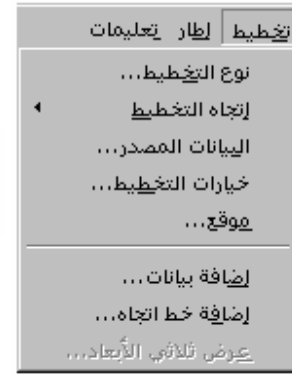 تخطيط إطار تعليمات
نوع التخطيط...
إتجاه التخطيط
البيانات المصدر...
خيارات التخطيط...
موقع...
إضافة بيانات...
إضافة خط اتجاه...
عرض ثلاثي الأبعاد...